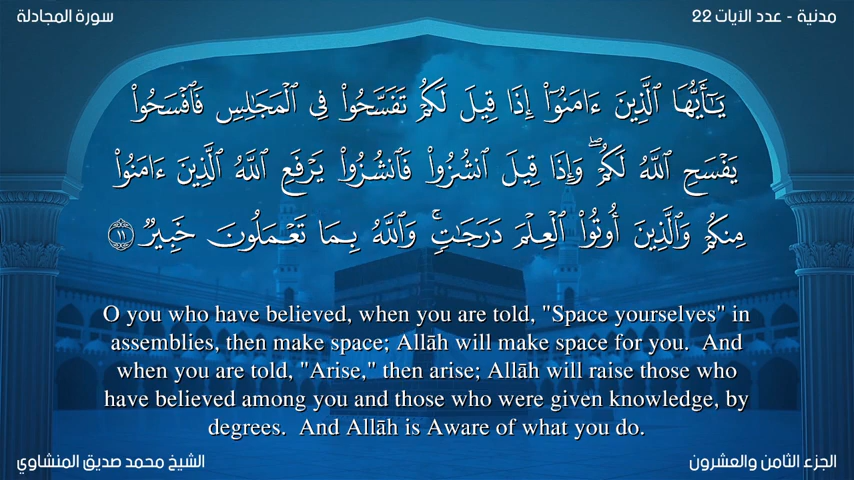 مدنية - عدد الآيات 22
سورة المجادلة
يَـٰٓأَيُّهَا ٱلَّذِينَ ءَامَنُوٓا۟ إِذَا قِيلَ لَكُمْ تَفَسَّحُوا۟ فِى ٱلْمَجَـٰلِسِ فَٱفْسَحُوا۟
يَفْسَحِ ٱللَّهُ لَكُمْ ۖ وَإِذَا قِيلَ ٱنشُزُوا۟ فَٱنشُزُوا۟ يَرْفَعِ ٱللَّهُ ٱلَّذِينَ ءَامَنُوا۟
مِنكُمْ وَٱلَّذِينَ أُوتُوا۟ ٱلْعِلْمَ دَرَجَـٰتٍ ۚ وَٱللَّهُ بِمَا تَعْمَلُونَ خَبِيرٌ ١١
O you who have believed, when you are told, "Space yourselves" in
assemblies, then make space; Allāh will make space for you. And
when you are told, "Arise," then arise; Allāh will raise those who
have believed among you and those who were given knowledge, by
degrees. And Allāh is Aware of what you do.
الجزء الثامن والعشرون
الشيخ محمد صديق المنشاوي